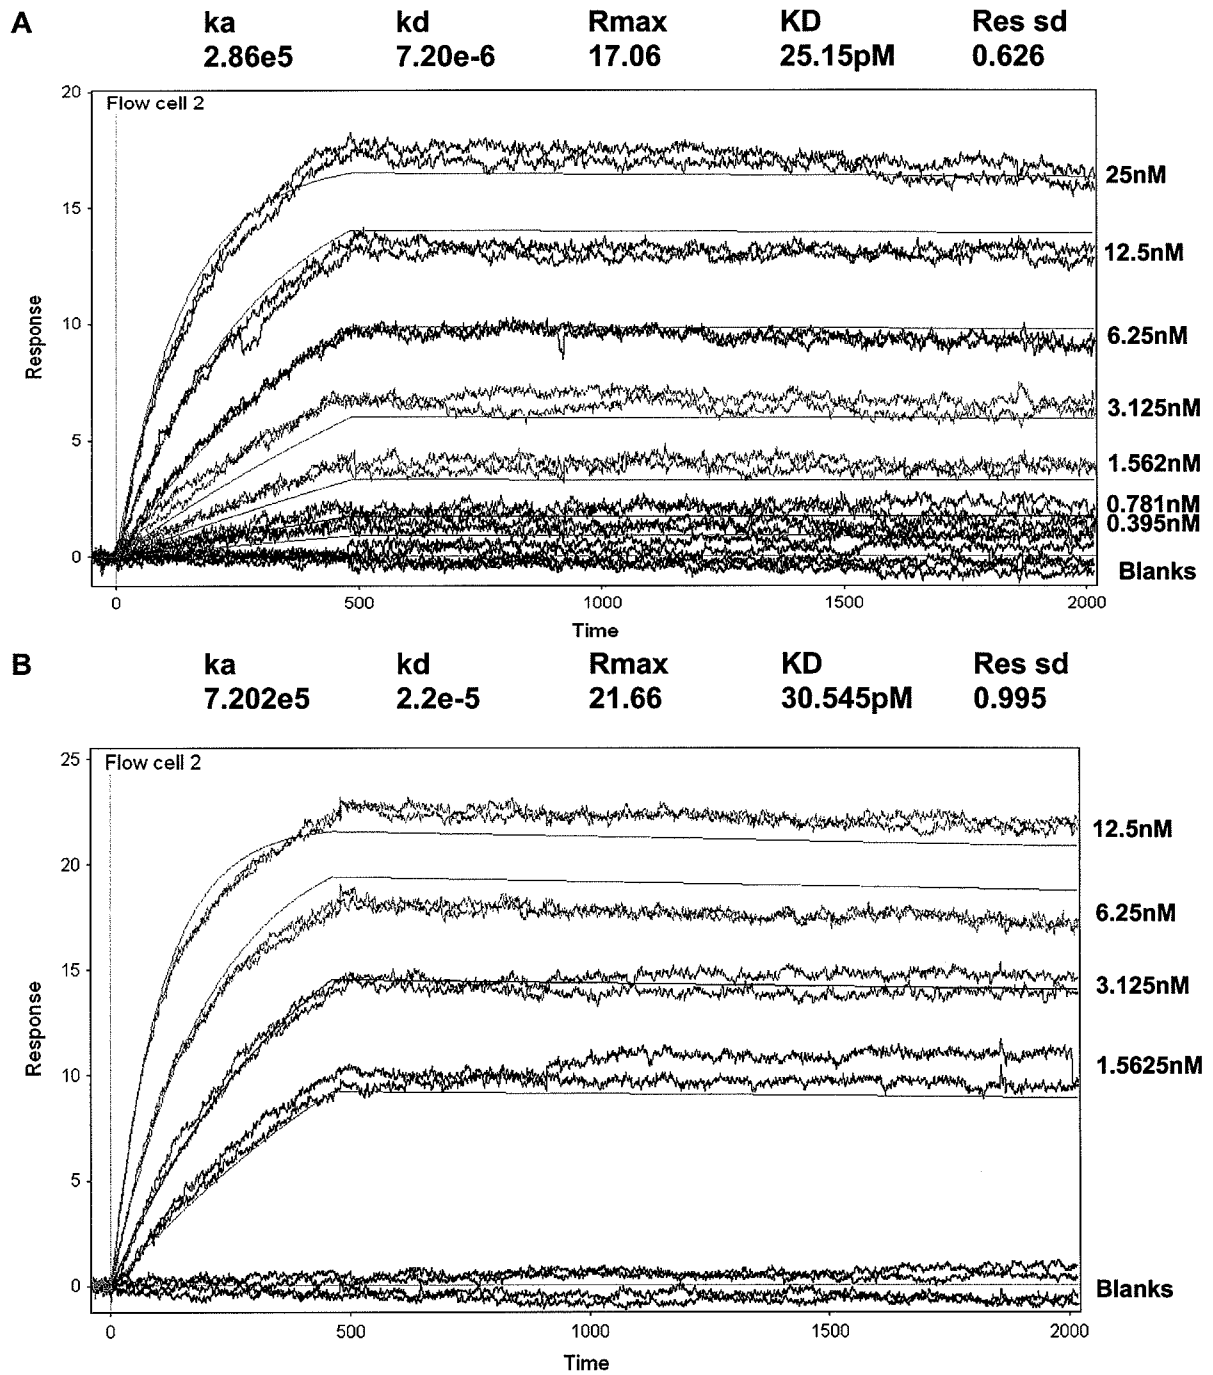 A
ka kd Rmax KD Res sd
2.86e5 7.20e-6 17.06 25.15pM 0.626
Flow cell 2
20
15
10
5
0
Response
25nM
12.5nM
6.25nM
3.125nM
1.562nM
0.781nM
0.395nM
Blanks
0 500 1000 1500 2000
Time
B
ka kd Rmax KD Res sd
7.202e5 2.2e-5 21.66 30.545pM 0.995
Flow cell 2
25
20
15
10
5
0
Response
12.5nM
6.25nM
3.125nM
1.5625nM
Blanks
0 500 1000 1500 2000
Time